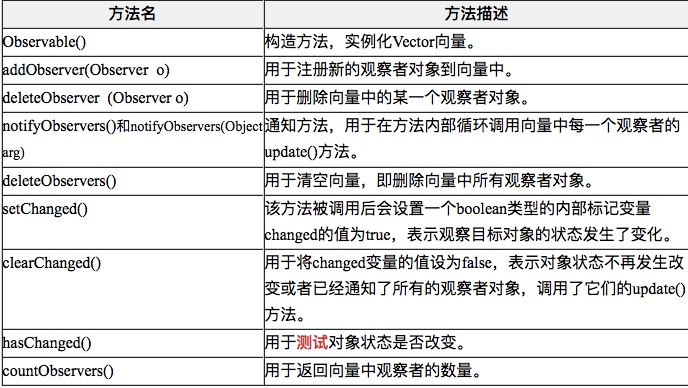 方法名 方法描述
Observable() 构造方法，实例化Vector向量。
addObserver(Observer o) 用于注册新的观察者对象到向量中。
deleteObserver (Observer o) 用于删除向量中的某一个观察者对象。
notifyObservers()和notifyObservers(Object 通知方法，用于在方法内部循环调用向量中每一个观察者的
arg) update()方法。
deleteObservers() 用于清空向量，即删除向量中所有观察者对象。
setChanged() 该方法被调用后会设置一个boolean类型的内部标记变量
changed的值为true，表示观察目标对象的状态发生了变化。
clearChanged() 用于将changed变量的值设为false，表示对象状态不再发生改
变或者已经通知了所有的观察者对象，调用了它们的update()
方法。
hasChanged() 用于测试对象状态是否改变。
countObservers() 用于返回向量中观察者的数量。